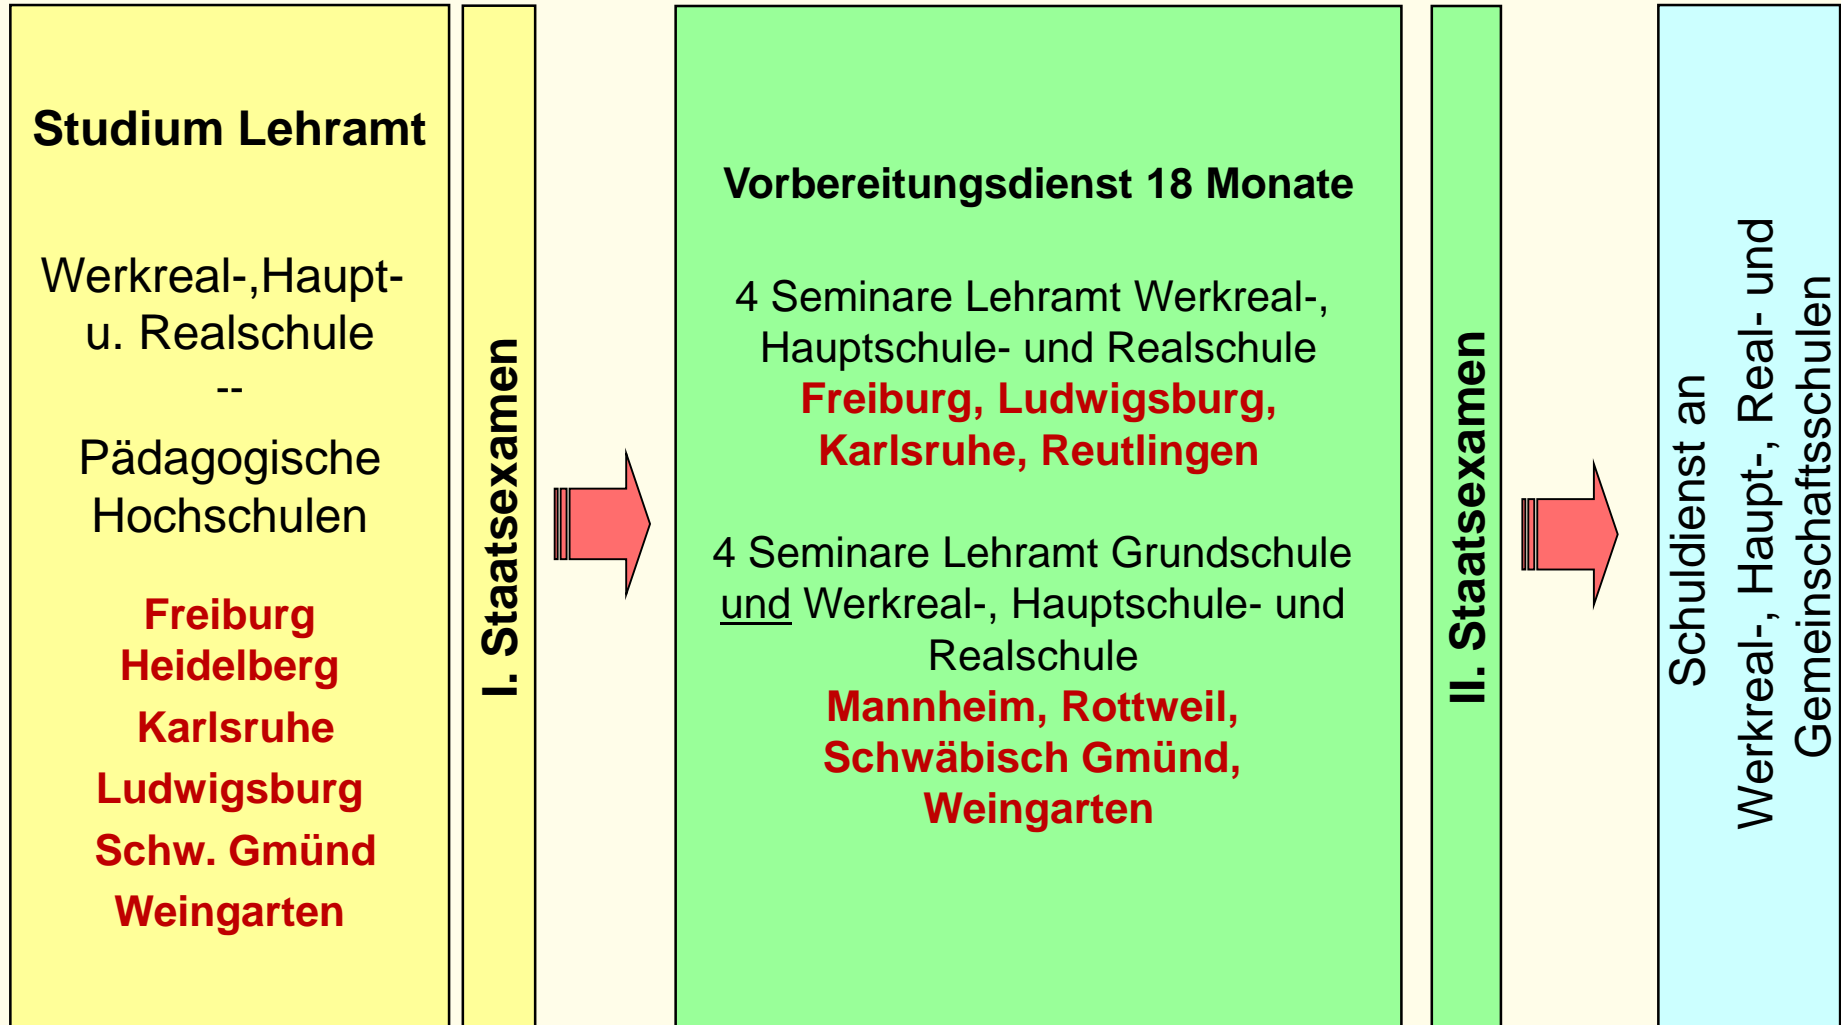 Studium Lehramt
Werkreal-,Haupt-
u. Realschule
--
Pädagogische
Hochschulen
Freiburg
Heidelberg
Karlsruhe
Ludwigsburg
Schw. Gmünd
Weingarten
I. Staatsexamen
Vorbereitungsdienst 18 Monate
4 Seminare Lehramt Werkreal-,
Hauptschule- und Realschule
Freiburg, Ludwigsburg,
Karlsruhe, Reutlingen
4 Seminare Lehramt Grundschule
und Werkreal-, Hauptschule- und
Realschule
Mannheim, Rottweil,
Schwäbisch Gmünd,
Weingarten
II. Staatsexamen
Schuldienst an
Werkreal-, Haupt-, Real- und
Gemeinschaftsschulen